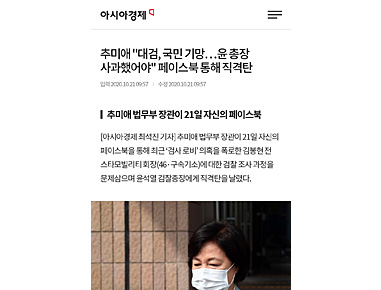 아시아경제
추미애 "대검, 국민 기망…윤 총장
사과했어야" 페이스북 통해 직격탄
입력 2020.10.21 09:57 수정 2020.10.21 09:57
추미애 법무부 장관이 21일 자신의 페이스북
[아시아경제 최석진 기자] 추미애 법무부 장관이 21일 자신의
페이스북을 통해 최근 '검사 로비' 의혹을 폭로한 김봉현 전
스타모빌리티 회장(46·구속기소)에 대한 검찰 조사 과정을
문제삼으며 윤석열 검찰총장에게 직격탄을 날렸다.